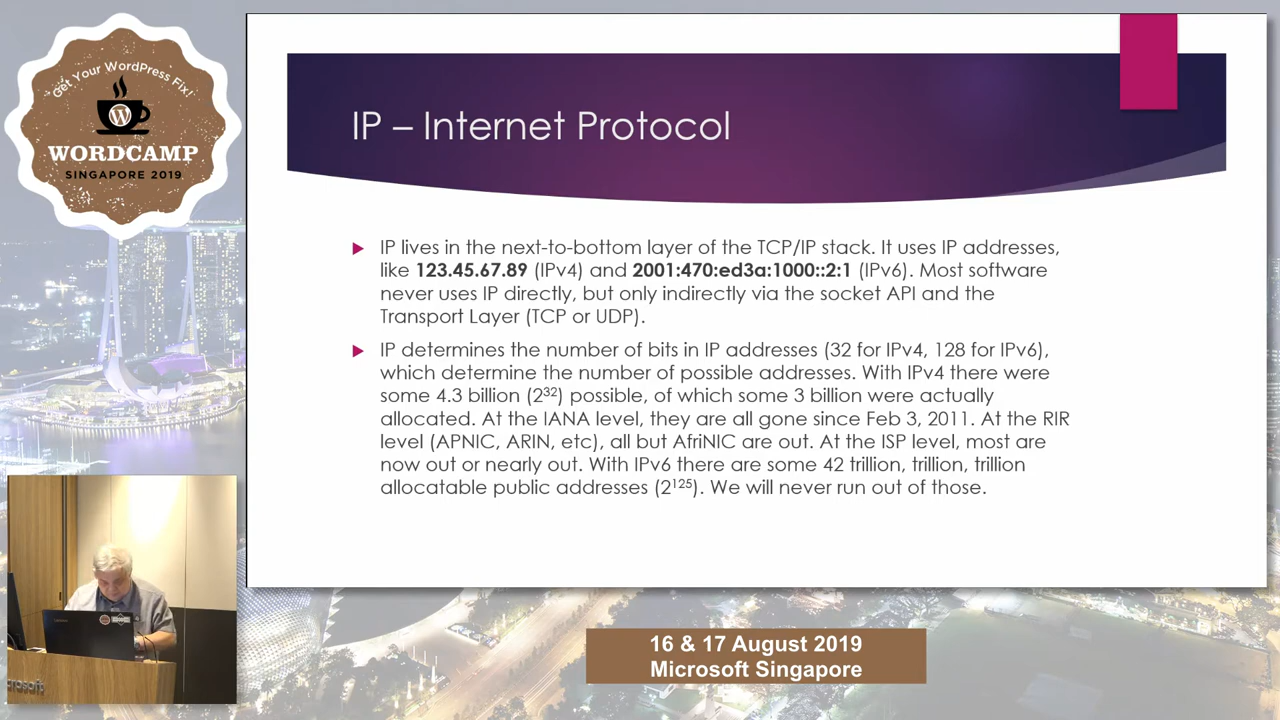 Get Your WordPress Fix!
WORDCAMP
SINGAPORE 2019
IP – Internet Protocol
IP lives in the next-to-bottom layer of the TCP/IP stack. It uses IP addresses,
like 123.45.67.89 (IPv4) and 2001:470:ed3a:1000::2:1 (IPv6). Most software
never uses IP directly, but only indirectly via the socket API and the
Transport Layer (TCP or UDP).
IP determines the number of bits in IP addresses (32 for IPv4, 128 for IPv6),
which determine the number of possible addresses. With IPv4 there were
some 4.3 billion (2³²) possible, of which some 3 billion were actually
allocated. At the IANA level, they are all gone since Feb 3, 2011. At the RIR
level (APNIC, ARIN, etc), all but AfriNIC are out. At the ISP level, most are
now out or nearly out. With IPv6 there are some 42 trillion, trillion, trillion
allocatable public addresses (2¹²⁵). We will never run out of those.
16 & 17 August 2019
Microsoft Singapore